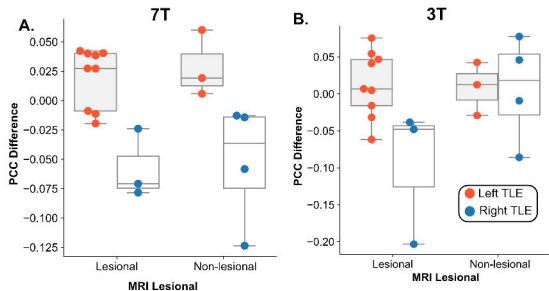 A.
7T
0.050
0.025
0.000
−0.025
−0.050
−0.075
−0.100
−0.125
PCC Difference
Lesional
Non-lesional
MRI Lesional
B.
3T
0.10
0.05
0.00
−0.05
−0.10
−0.15
−0.20
PCC Difference
Left TLE
Right TLE
Lesional
Non-lesional
MRI Lesional